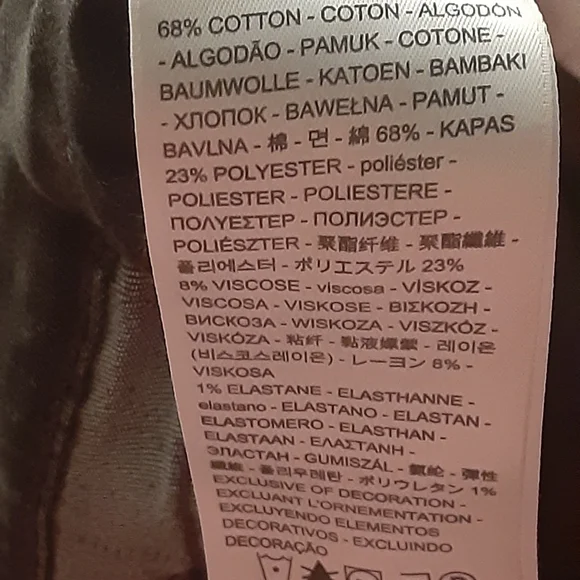 68% COTTON - COTON - ALGODÓN
- ALGODÃO - PAMUK - COTONE -
BAUMWOLLE - KATOEN - BAMBAKI
- ХЛОПОК - BAWEŁNA - PAMUT -
BAVLNA - 棉 - 면 - 綿 68% - KAPAS
23% POLYESTER - poliéster -
POLIESTER - POLIESTERE -
ΠΟΛΥΕΣΤΕΡ - ПОЛИЭСТЕР -
POLIÉSZTER - 聚酯纤维 - 聚酯纖維 -
폴리에스터 - ポリエステル 23%
8% VISCOSE - viscosa - VİSKOZ -
VISCOSA - VISKOSE - ΒΙΣΚΟΖΗ -
ВИСКОЗА - WISKOZA - VISZKÓZ -
VISKÓZA - 粘纤 - 黏液嫘縈 - 레이온
(비스코스레이온) - レーヨン 8% -
VISKOSA
1% ELASTANE - ELASTHANNE -
elastano - ELASTANO - ELASTAN -
ELASTOMERO - ELASTHAN -
ELASTAAN - ΕΛΑΣΤΑΝΗ -
ЭЛАСТАН - GUMISZÁL - 氨纶 - 彈性
纖維 - 폴리우레탄 - ポリウレタン 1%
EXCLUSIVE OF DECORATION -
EXCLUANT L'ORNEMENTATION -
EXCLUYENDO ELEMENTOS
DECORATIVOS - EXCLUINDO
DECORAÇÃO